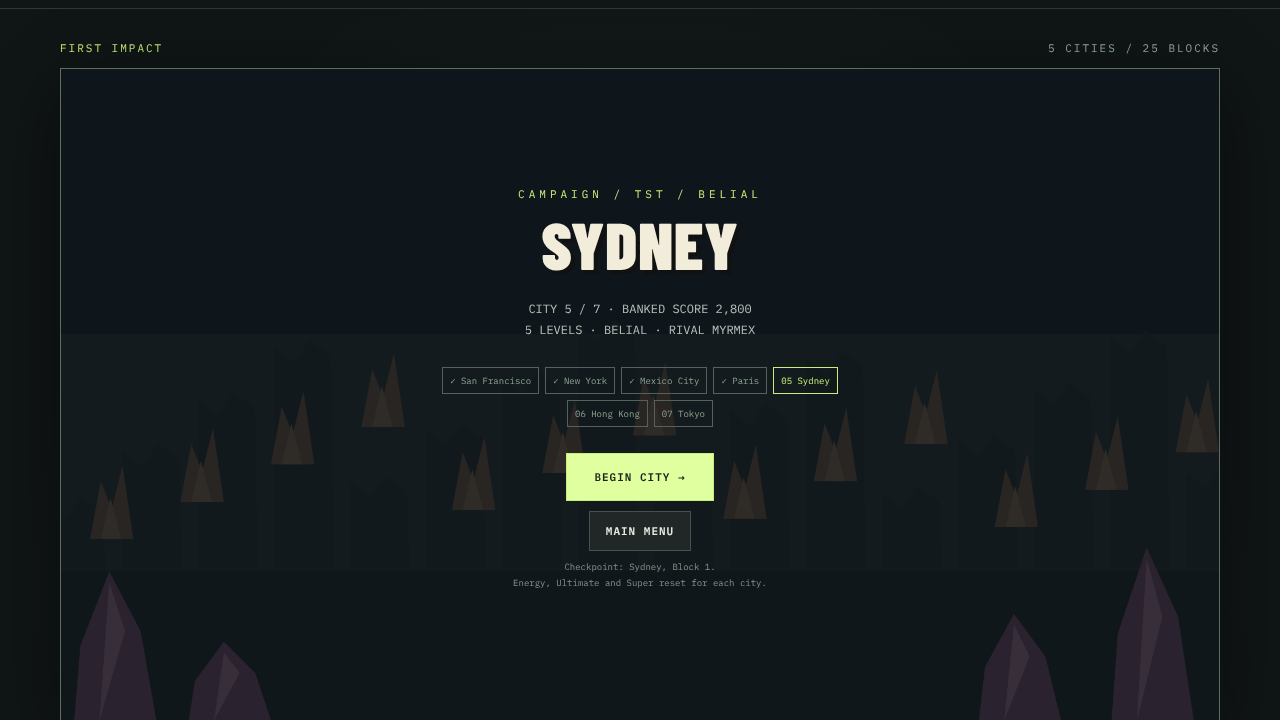 FIRST IMPACT
5 CITIES / 25 BLOCKS
CAMPAIGN / TST / BELIAL
SYDNEY
CITY 5 / 7 · BANKED SCORE 2,800
5 LEVELS · BELIAL · RIVAL MYRMEX
✓ San Francisco ✓ New York ✓ Mexico City ✓ Paris 05 Sydney
06 Hong Kong 07 Tokyo
BEGIN CITY →
MAIN MENU
Checkpoint: Sydney, Block 1.
Energy, Ultimate and Super reset for each city.